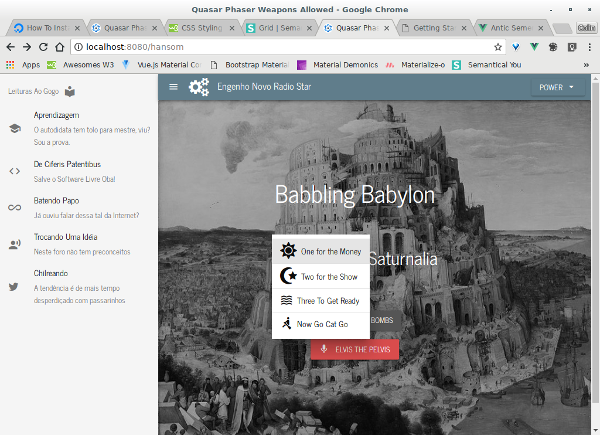 Quasar Phaser Weapons Allowed - Google Chrome
How To Inst
Quasar Phas
CSS Styling
Grid | Seman
Quasar Phas
Getting Star
Antic Semen
localhost:8080/hansom
Apps
Awesomes W3
Vue.js Material Com
Bootstrap Material
Material Demonics
Materialize-o
Semantical You
Leituras Ao Gogo
Engenho Novo Radio Star
POWER
Aprendizagem
O autodidata tem tolo para mestre, viu?
Sou a prova.
De Ciferis Patentibus
Salve o Software Livre Oba!
Batendo Papo
Já ouviu falar dessa tal da Internet?
Trocando Uma Idéia
Neste foro não tem preconceitos
Chilreando
A tendência é de mais tempo
desperdiçado com passarinhos
Babbling Babylon
Saturnalia
One for the Money
Two for the Show
Three To Get Ready
Now Go Cat Go
BOMBS
ELVIS THE PELVIS